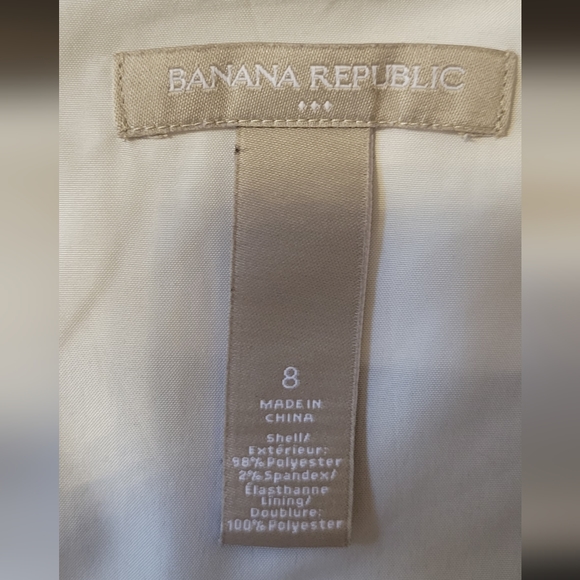 BANANA REPUBLIC
8
MADE IN
CHINA
Shell/
Extérieur:
98% Polyester
2% Spandex/
Élasthanne
Lining/
Doublure:
100% Polyester